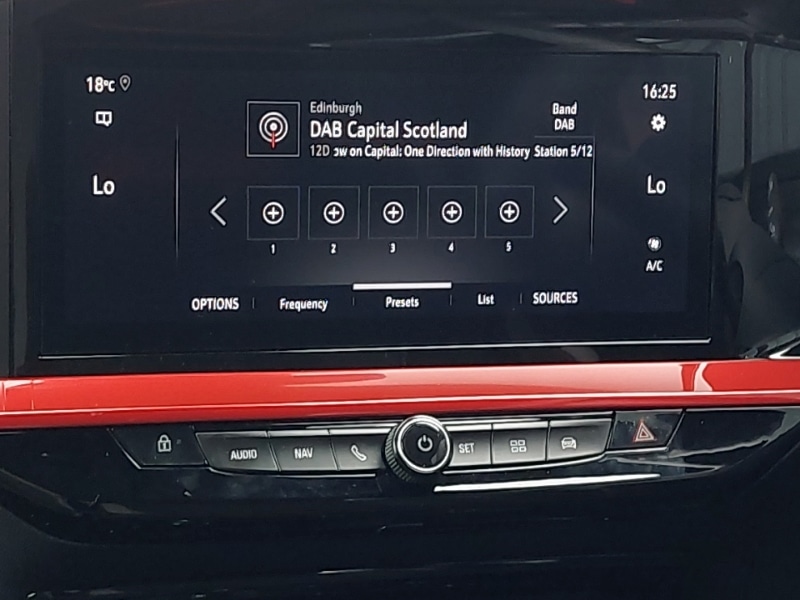 18°C
16:25
Edinburgh
Band
DAB Capital Scotland
DAB
12D ow on Capital: One Direction with History Station 5/12
Lo
Lo
1 2 3 4 5
A/C
OPTIONS Frequency Presets List SOURCES
AUDIO NAV SET